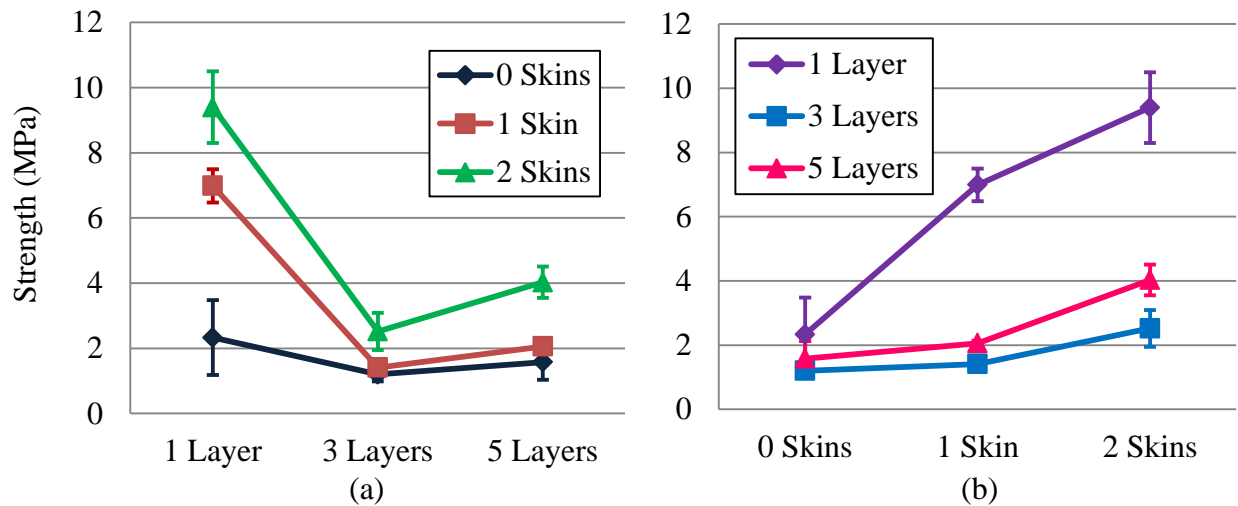 12
10
8
6
4
2
0
Strength (MPa)
0 Skins
1 Skin
2 Skins
1 Layer
3 Layers
5 Layers
(a)
12
10
8
6
4
2
0
1 Layer
3 Layers
5 Layers
0 Skins
1 Skin
2 Skins
(b)